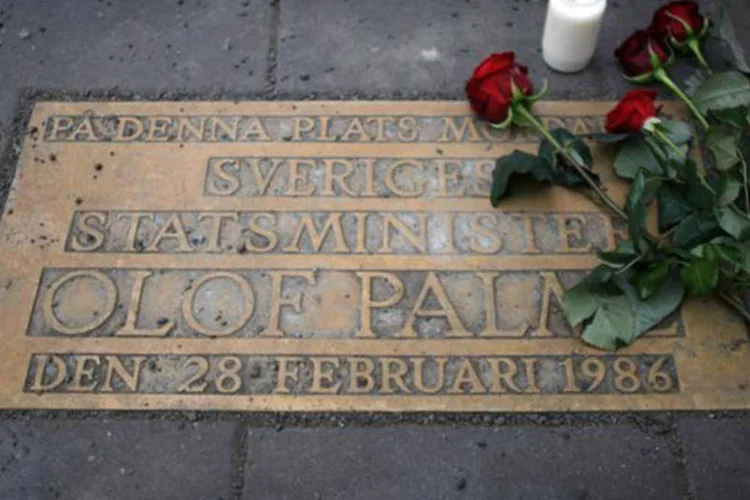 PÅ DENNA PLATS
SVERIGES
STATSMINISTER
OLOF PALME
DEN 28 FEBRUARI 1986